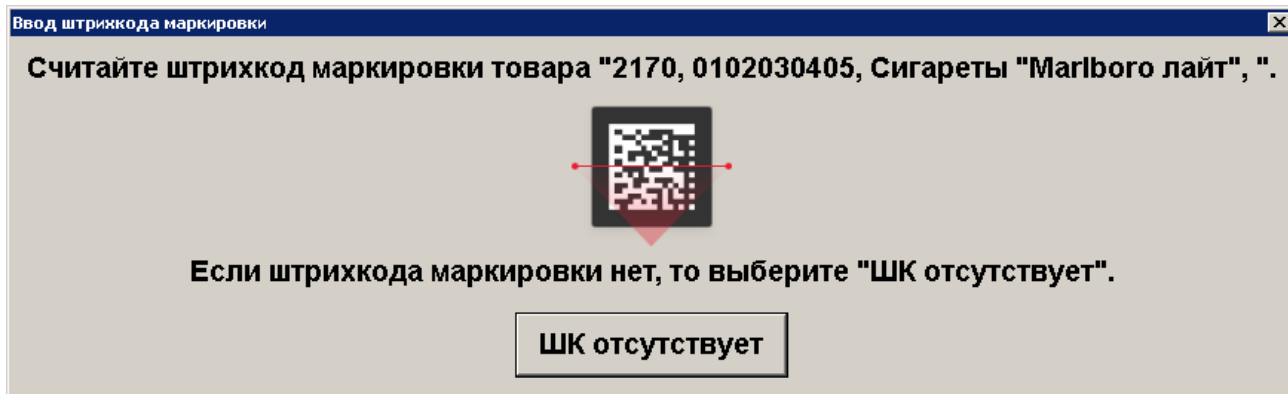 Ввод штрихкода маркировки
Считайте штрихкод маркировки товара "2170, 0102030405, Сигареты "Marlboro лайт", ".
Если штрихкода маркировки нет, то выберите "ШК отсутствует".
ШК отсутствует